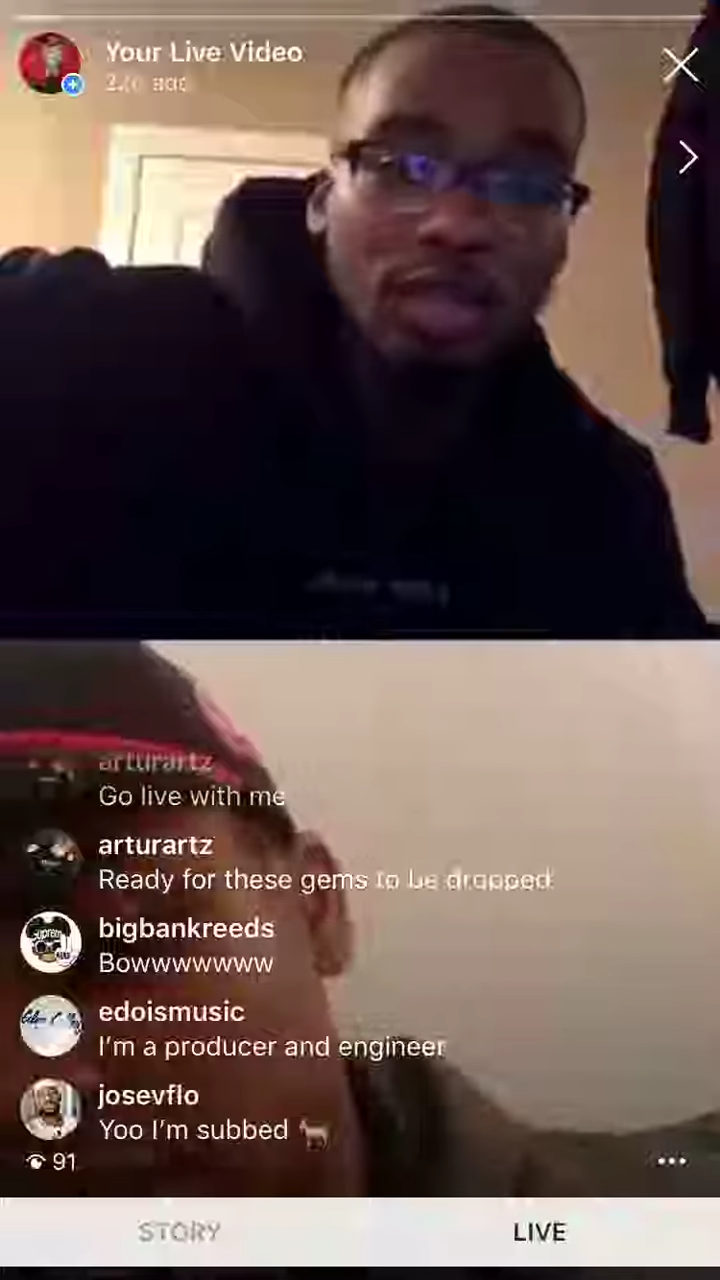 Your Live Video
ago
arturartz
Go live with me
arturartz
Ready for these gems to be dropped
bigbankreeds
Bowwwwwww
edoismusic
I'm a producer and engineer
josevflo
Yoo I'm subbed 🐐
91
STORY
LIVE